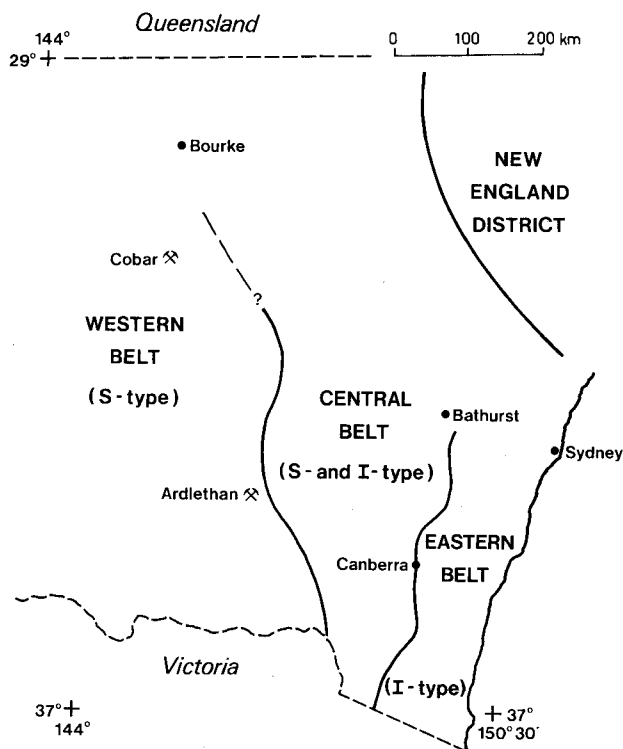 Queensland
144°
29°
0 100 200 km
Bourke
NEW
ENGLAND
DISTRICT
Cobar
?
WESTERN
BELT
(S-type)
CENTRAL
BELT
(S- and I-type)
Bathurst
Sydney
Ardlethan
Canberra
EASTERN
BELT
Victoria
(I-type)
37°
144°
37°
150° 30'